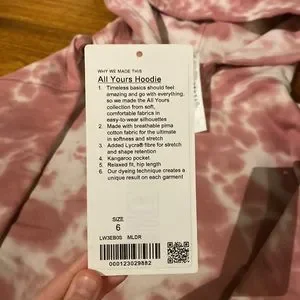 WHY WE MADE THIS
All Yours Hoodie
1. Timeless basics should feel
amazing and go with everything,
so we made the All Yours
collection from soft,
comfortable fabrics in
easy-to-wear silhouettes
2. Made with breathable pima
cotton fabric for the ultimate
in softness and stretch
3. Added Lycra® fibre for stretch
and shape retention
4. Kangaroo pocket
5. Relaxed fit, hip length
6. Our dyeing technique creates a
unique result on each garment
SIZE
6
LW3EB0S MLDR
000123029882